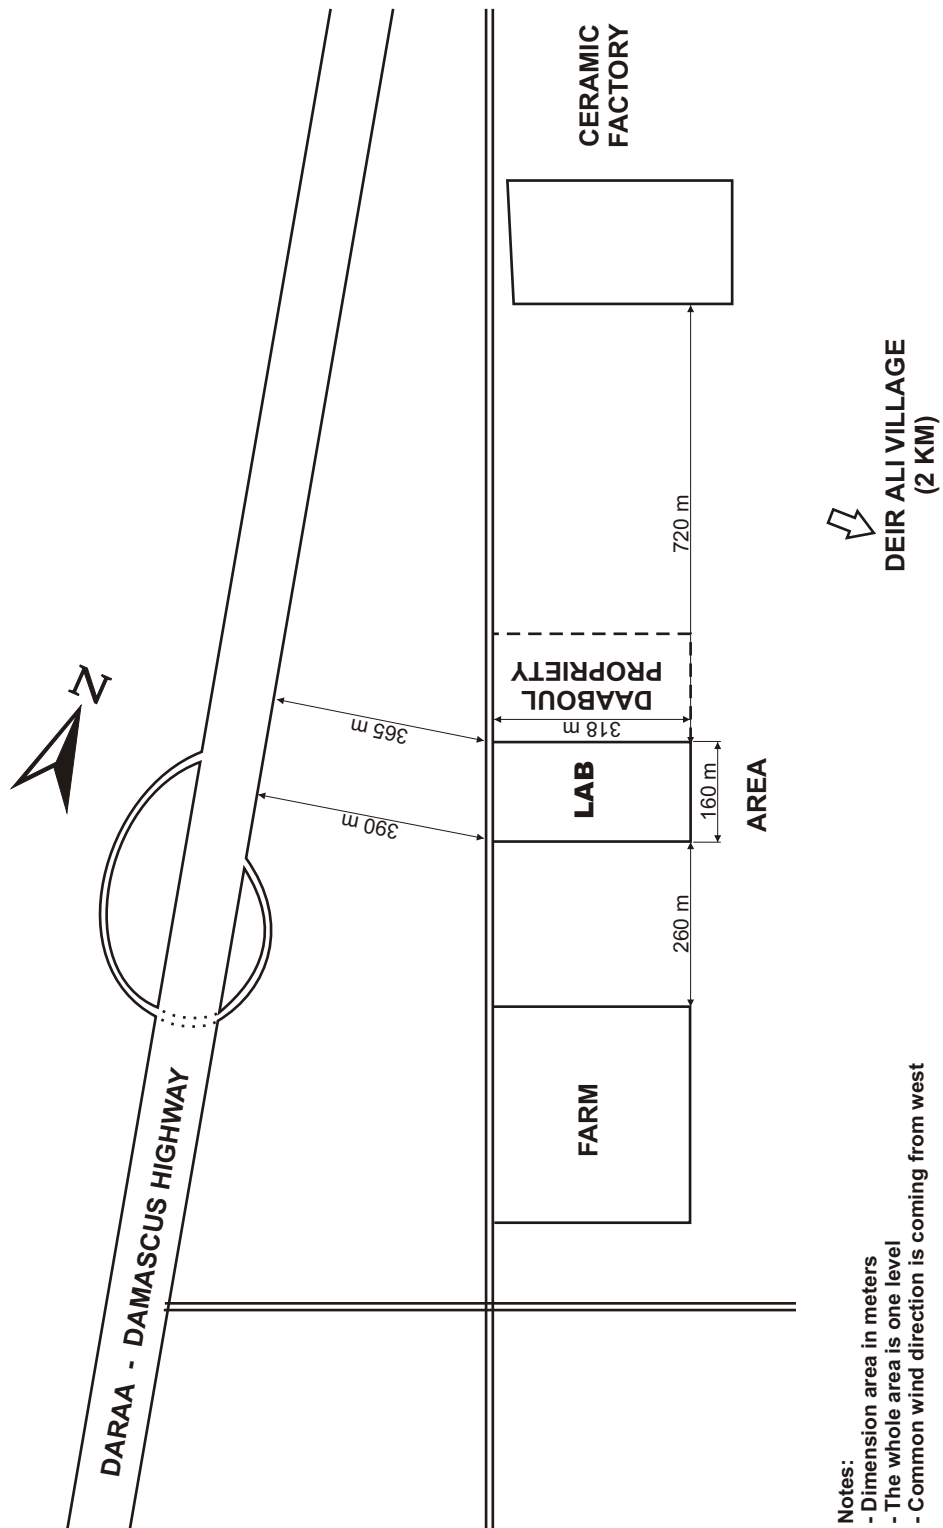 CERAMIC
FACTORY
N
DARAA - DAMASCUS HIGHWAY
365 m
390 m
DAABOUL
PROPRIETY
318 m
LAB
160 m
AREA
720 m
260 m
FARM
DEIR ALI VILLAGE
(2 KM)
Notes:
- Dimension area in meters
- The whole area is one level
- Common wind direction is coming from west